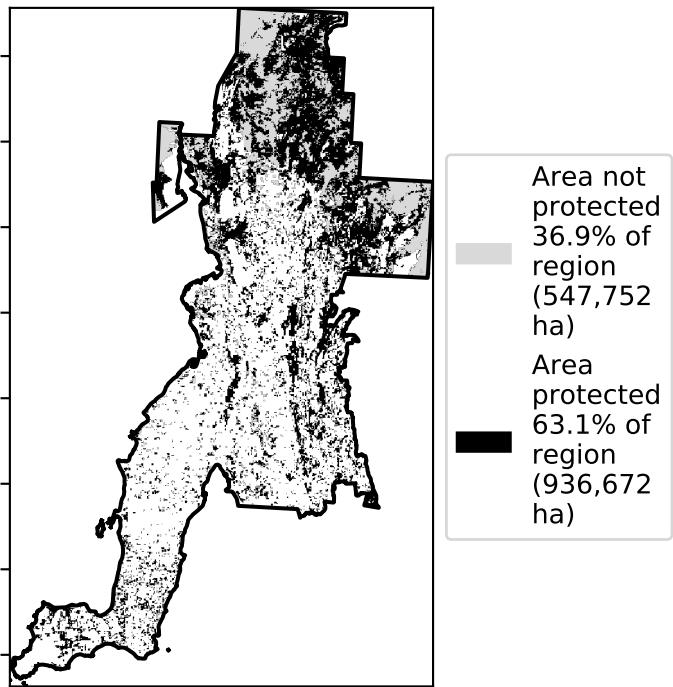 Area not
protected
36.9% of
region
(547,752
ha)
Area
protected
63.1% of
region
(936,672
ha)